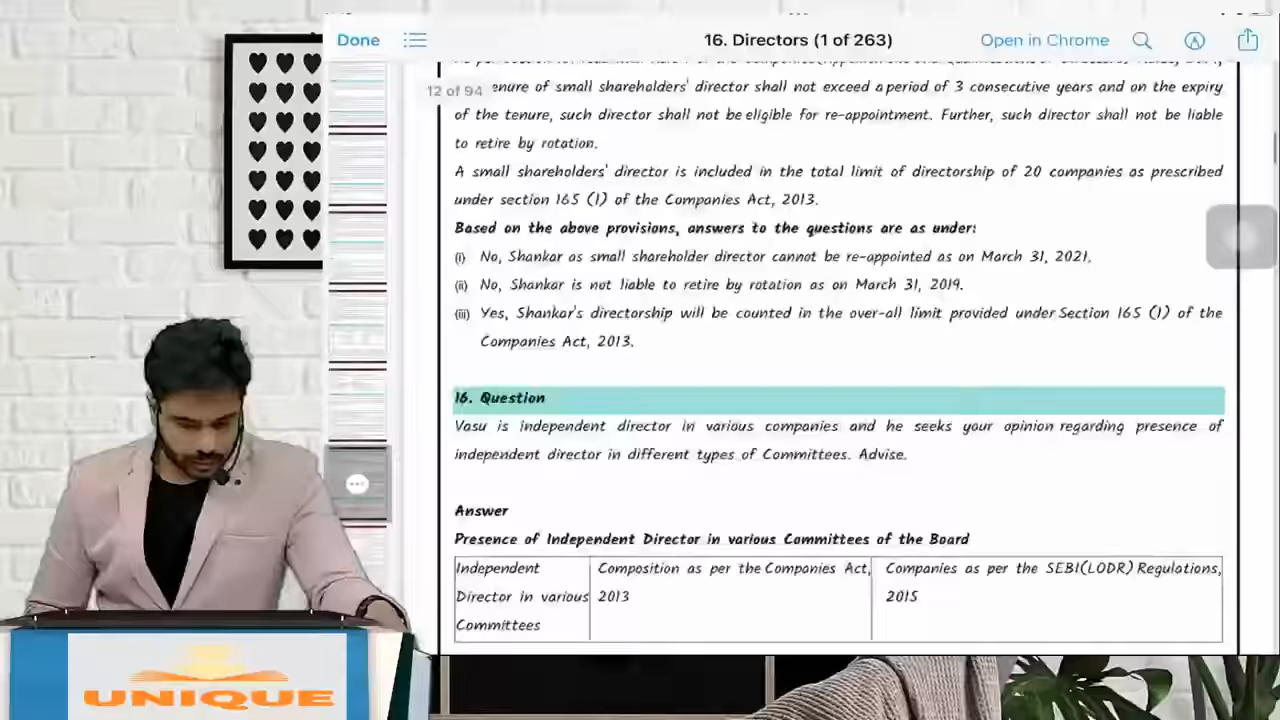 Done
16. Directors (1 of 263)
Open in Chrome
12 of 94
enure of small shareholders' director shall not exceed a period of 3 consecutive years and on the expiry
of the tenure, such director shall not be eligible for re-appointment. Further, such director shall not be liable
to retire by rotation.
A small shareholders' director is included in the total limit of directorship of 20 companies as prescribed
under section 165 (1) of the Companies Act, 2013.
Based on the above provisions, answers to the questions are as under:
(i) No, Shankar as small shareholder director cannot be re-appointed as on March 31, 2021.
(ii) No, Shankar is not liable to retire by rotation as on March 31, 2019.
(iii) Yes, Shankar's directorship will be counted in the over-all limit provided under Section 165 (1) of the
Companies Act, 2013.
16. Question
Vasu is independent director in various companies and he seeks your opinion regarding presence of
independent director in different types of Committees. Advise.
Answer
Presence of Independent Director in various Committees of the Board
Independent Director in various Committees
Composition as per the Companies Act, 2013
Companies as per the SEBI(LODR) Regulations, 2015
UNIQUE